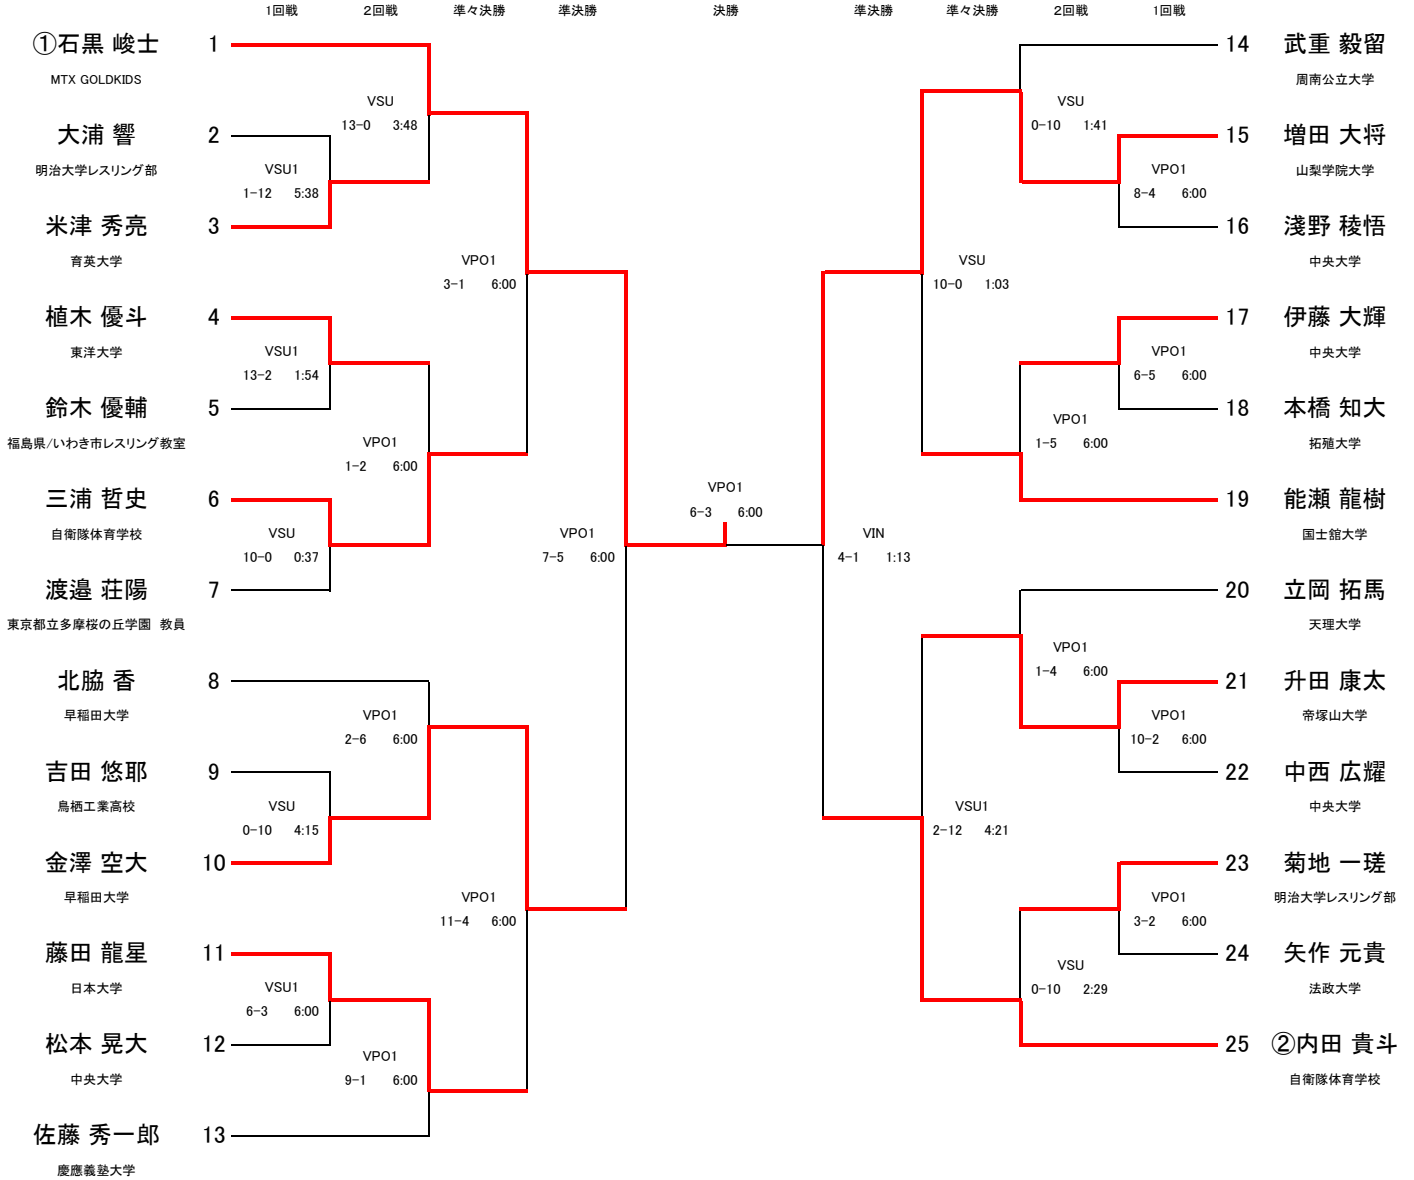 1回戦 2回戦 準々決勝 準決勝 決勝 準決勝 準々決勝 2回戦 1回戦
①石黒 峻士 1
MTX GOLDKIDS
VSU
13-0 3:48
大浦 響 2
明治大学レスリング部
VSU1
1-12 5:38
米津 秀亮 3
育英大学
VPO1
3-1 6:00
植木 優斗 4
東洋大学
VSU1
13-2 1:54
鈴木 優輔 5
福島県/いわき市レスリング教室
VPO1
1-2 6:00
三浦 哲史 6
自衛隊体育学校
VSU
10-0 0:37
渡邉 荘陽 7
東京都立多摩桜の丘学園 教員
VPO1
7-5 6:00
北脇 香 8
早稲田大学
VPO1
2-6 6:00
吉田 悠耶 9
鳥栖工業高校
VSU
0-10 4:15
金澤 空大 10
早稲田大学
VPO1
11-4 6:00
藤田 龍星 11
日本大学
VSU1
6-3 6:00
松本 晃大 12
中央大学
VPO1
9-1 6:00
佐藤 秀一郎 13
慶應義塾大学
VPO1
6-3 6:00
14 武重 毅留
周南公立大学
VSU
0-10 1:41
15 増田 大将
山梨学院大学
VPO1
8-4 6:00
16 淺野 稜悟
中央大学
VSU
10-0 1:03
17 伊藤 大輝
中央大学
VPO1
6-5 6:00
18 本橋 知大
拓殖大学
VPO1
1-5 6:00
19 能瀬 龍樹
国士舘大学
VIN
4-1 1:13
20 立岡 拓馬
天理大学
VPO1
1-4 6:00
21 升田 康太
帝塚山大学
VPO1
10-2 6:00
22 中西 広耀
中央大学
VSU1
2-12 4:21
23 菊地 一瑳
明治大学レスリング部
VPO1
3-2 6:00
24 矢作 元貴
法政大学
VSU
0-10 2:29
25 ②内田 貴斗
自衛隊体育学校